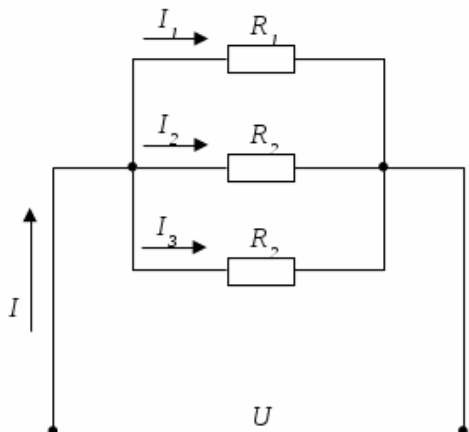 I₁ R₁
I₂ R₂
I₃ R₂
I
U